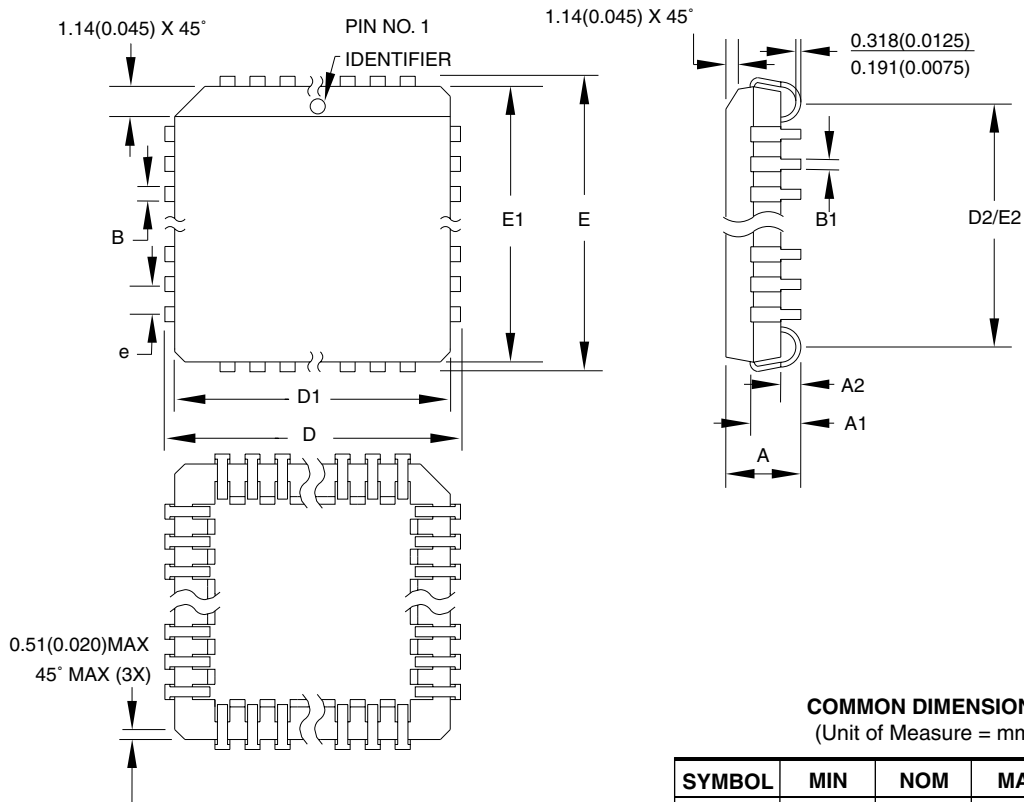 1.14(0.045) X 45˚
PIN NO. 1
IDENTIFIER
1.14(0.045) X 45˚
0.318(0.0125)
0.191(0.0075)
E1
E
B
e
B1
D2/E2
D1
D
A2
A1
A
0.51(0.020)MAX
45˚ MAX (3X)
COMMON DIMENSION
(Unit of Measure = mm
SYMBOL MIN NOM MA